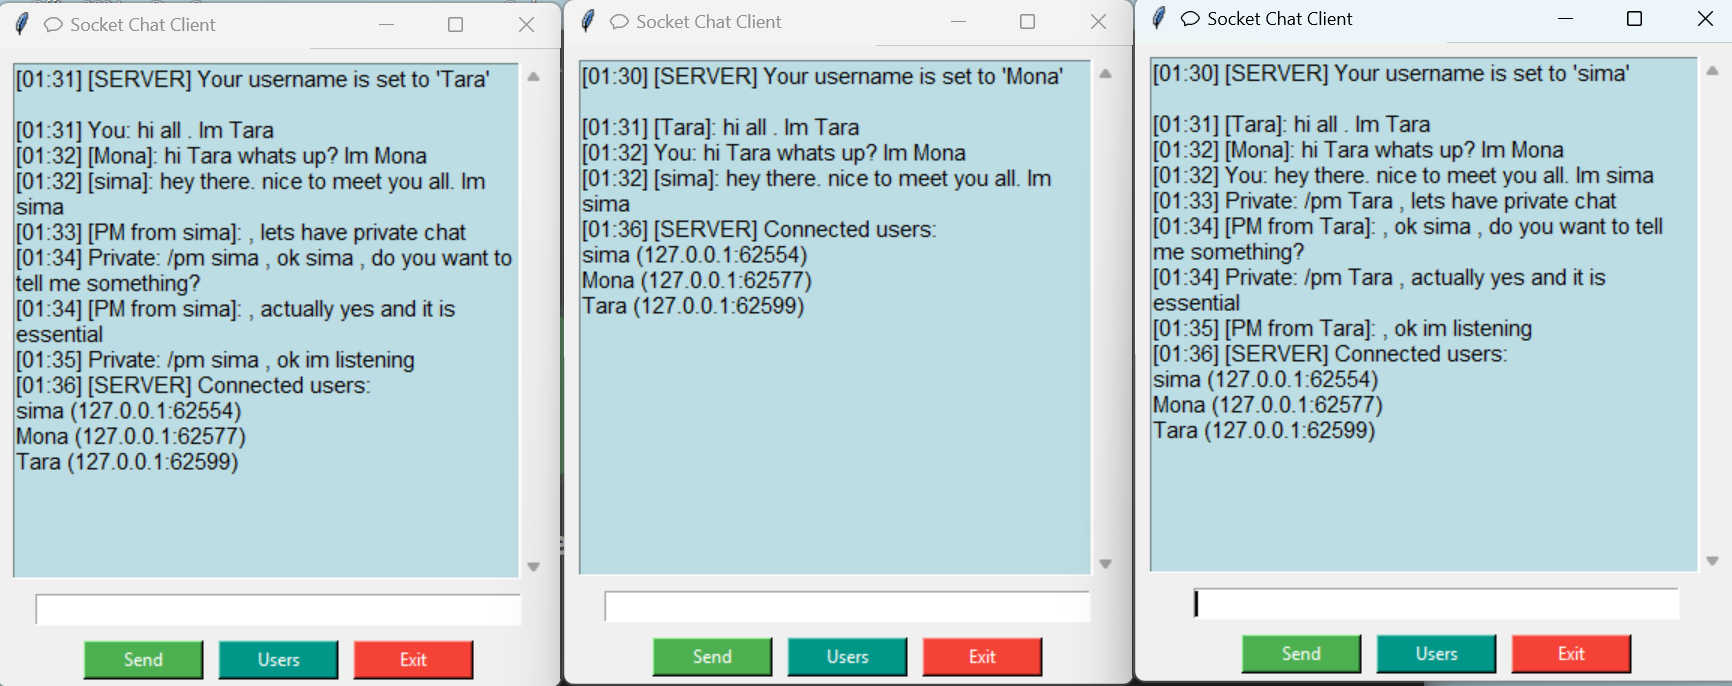 Socket Chat Client
[01:31] [SERVER] Your username is set to 'Tara'
[01:31] You: hi all . Im Tara
[01:32] [Mona]: hi Tara whats up? Im Mona
[01:32] [sima]: hey there. nice to meet you all. Im
sima
[01:33] [PM from sima]: , lets have private chat
[01:34] Private: /pm sima , ok sima , do you want to
tell me something?
[01:34] [PM from sima]: , actually yes and it is
essential
[01:35] Private: /pm sima , ok im listening
[01:36] [SERVER] Connected users:
sima (127.0.0.1:62554)
Mona (127.0.0.1:62577)
Tara (127.0.0.1:62599)
Send
Users
Exit
Socket Chat Client
[01:30] [SERVER] Your username is set to 'Mona'
[01:31] [Tara]: hi all . Im Tara
[01:32] You: hi Tara whats up? Im Mona
[01:32] [sima]: hey there. nice to meet you all. Im
sima
[01:36] [SERVER] Connected users:
sima (127.0.0.1:62554)
Mona (127.0.0.1:62577)
Tara (127.0.0.1:62599)
Send
Users
Exit
Socket Chat Client
[01:30] [SERVER] Your username is set to 'sima'
[01:31] [Tara]: hi all . Im Tara
[01:32] [Mona]: hi Tara whats up? Im Mona
[01:32] You: hey there. nice to meet you all. Im sima
[01:33] Private: /pm Tara , lets have private chat
[01:34] [PM from Tara]: , ok sima , do you want to tell
me something?
[01:34] Private: /pm Tara , actually yes and it is
essential
[01:35] [PM from Tara]: , ok im listening
[01:36] [SERVER] Connected users:
sima (127.0.0.1:62554)
Mona (127.0.0.1:62577)
Tara (127.0.0.1:62599)
Send
Users
Exit